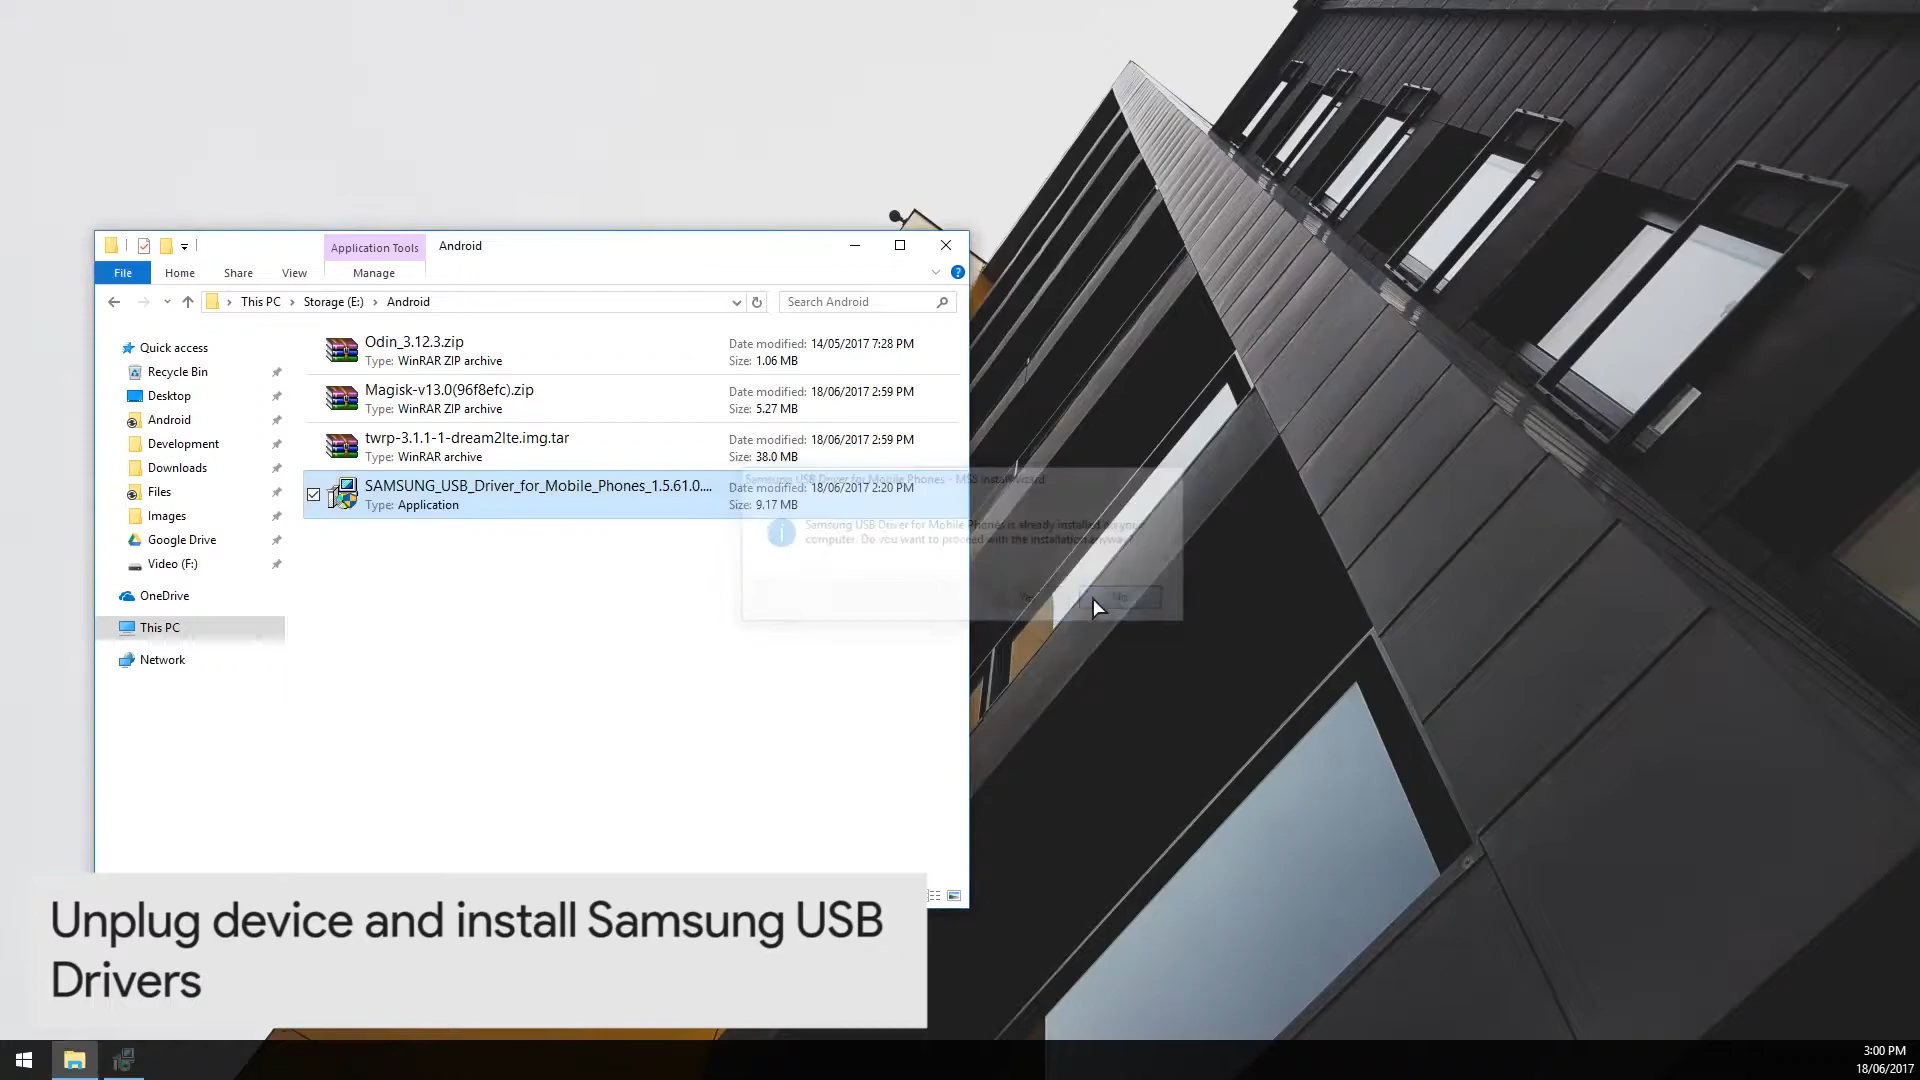 Application Tools
Android
File
Home
Share
View
Manage
This PC
Storage (E:)
Android
Search Android
Quick access
Recycle Bin
Desktop
Android
Development
Downloads
Files
Images
Google Drive
Video (F:)
OneDrive
This PC
Network
Odin_3.12.3.zip
Type: WinRAR ZIP archive
Date modified: 14/05/2017 7:28 PM
Size: 1.06 MB
Magisk-v13.0(96f8efc).zip
Type: WinRAR ZIP archive
Date modified: 18/06/2017 2:59 PM
Size: 5.27 MB
twrp-3.1.1-1-dream2lte.img.tar
Type: WinRAR archive
Date modified: 18/06/2017 2:59 PM
Size: 38.0 MB
SAMSUNG_USB_Driver_for_Mobile_Phones_1.5.61.0....
Type: Application
Date modified: 18/06/2017 2:20 PM
Size: 9.17 MB
Samsung USB Driver for Mobile Phones - MSS InstallWizard
Samsung USB Driver for Mobile Phones is already installed on your
computer. Do you want to proceed with the installation anyway?
No
Unplug device and install Samsung USB
Drivers
3:00 PM
18/06/2017